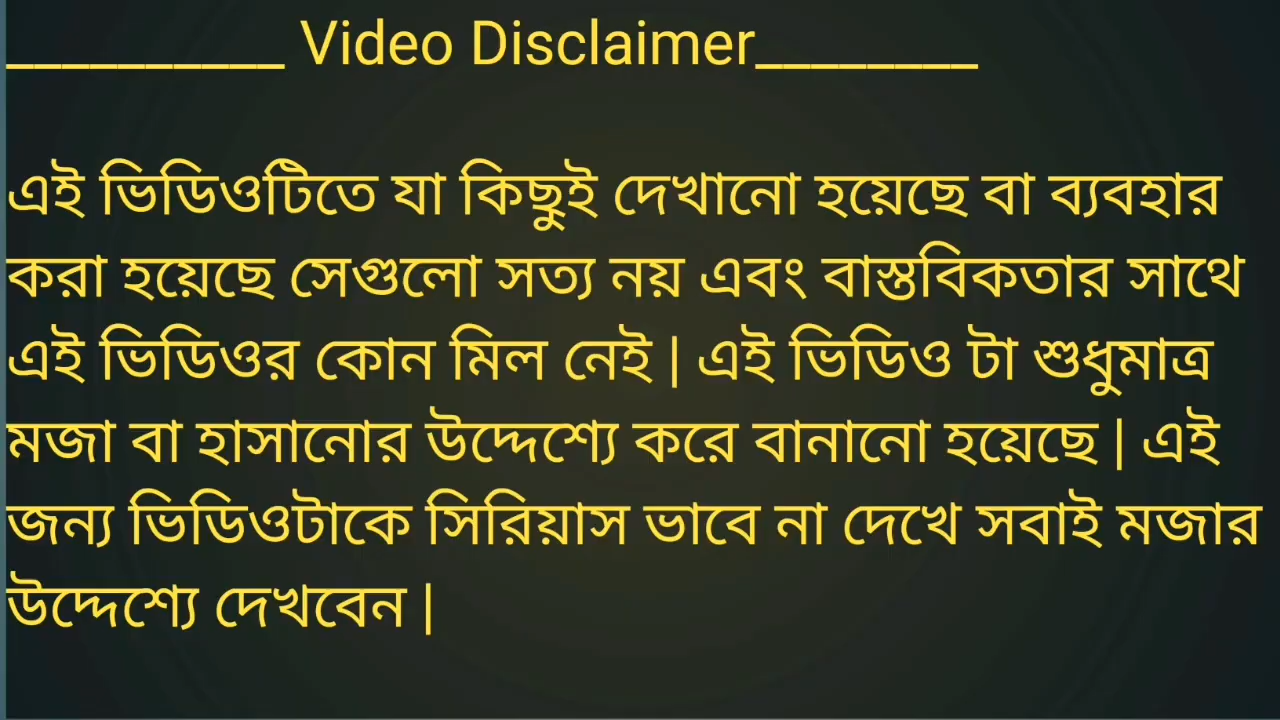 __________ Video Disclaimer________
এই ভিডিওটিতে যা কিছুই দেখানো হয়েছে বা ব্যবহার
করা হয়েছে সেগুলো সত্য নয় এবং বাস্তবিকতার সাথে
এই ভিডিওর কোন মিল নেই | এই ভিডিও টা শুধুমাত্র
মজা বা হাসানোর উদ্দেশ্যে করে বানানো হয়েছে | এই
জন্য ভিডিওটাকে সিরিয়াস ভাবে না দেখে সবাই মজার
উদ্দেশ্যে দেখবেন |